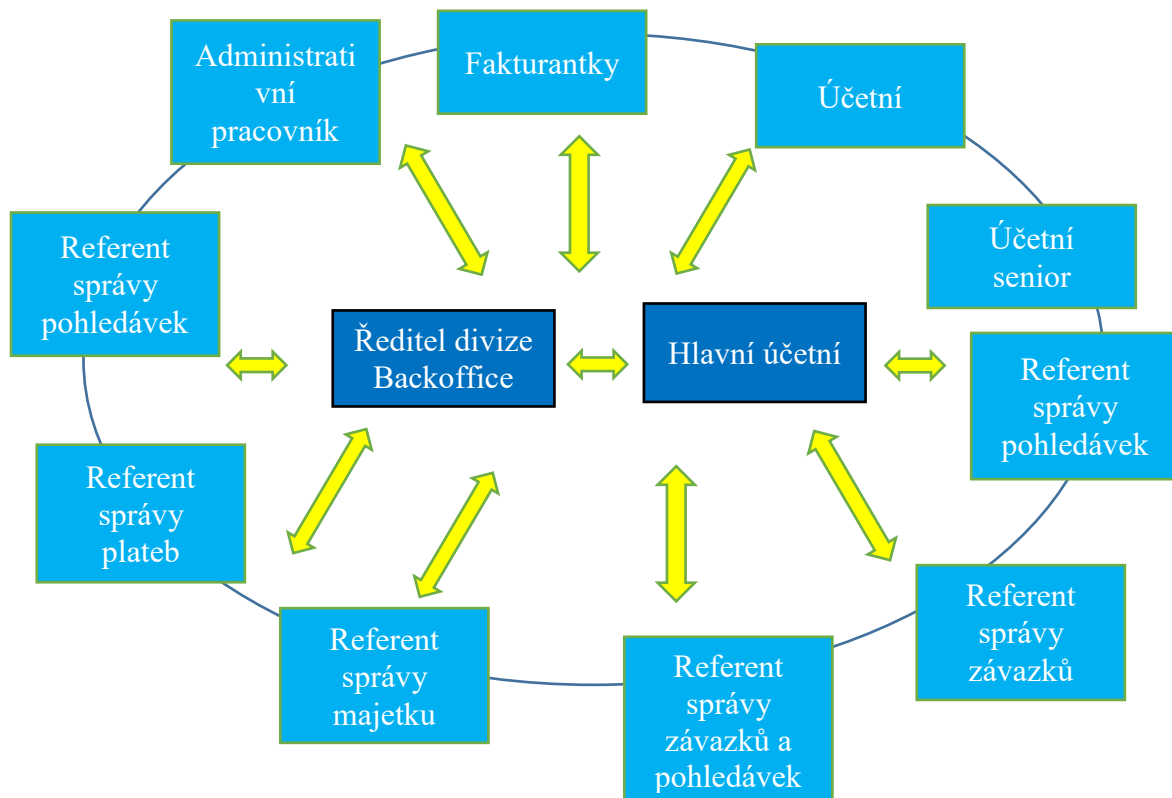 Administrati
vní
pracovník
Fakturantky
Účetní
Referent
správy
pohledávek
Účetní
senior
Ředitel divize
Backoffice
Hlavní účetní
Referent
správy
pohledávek
Referent
správy
plateb
Referent
správy
závazků
Referent
správy
majetku
Referent
správy
závazků a
pohledávek